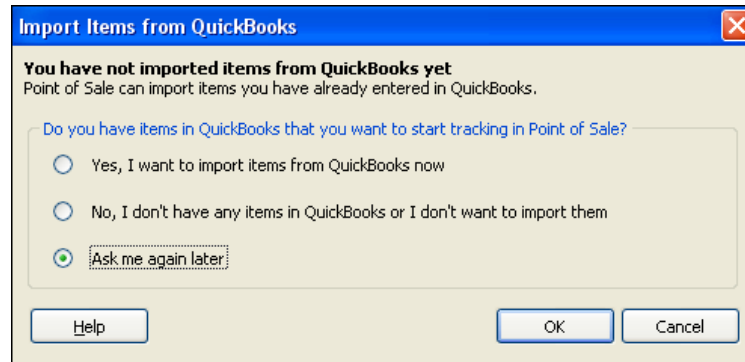 Import Items from QuickBooks
You have not imported items from QuickBooks yet
Point of Sale can import items you have already entered in QuickBooks.
Do you have items in QuickBooks that you want to start tracking in Point of Sale?
Yes, I want to import items from QuickBooks now
No, I don't have any items in QuickBooks or I don't want to import them
Ask me again later
Help OK Cancel